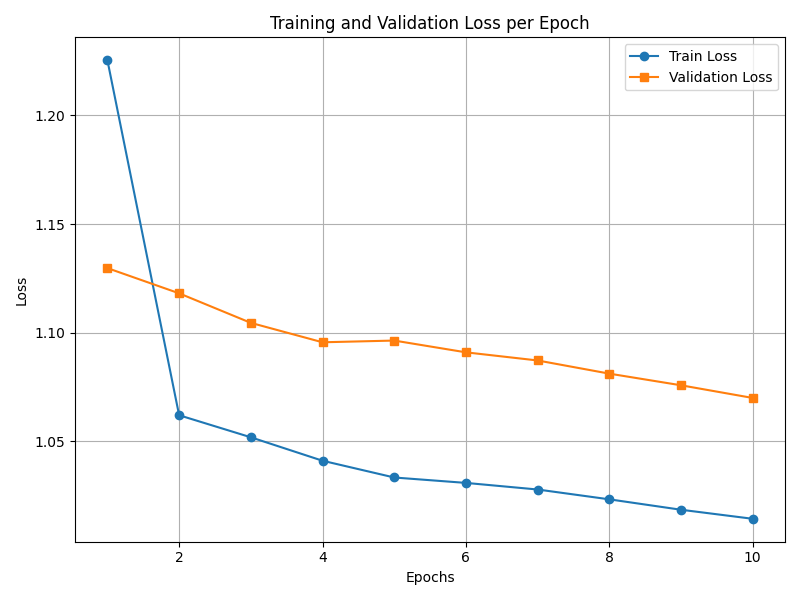 Training and Validation Loss per Epoch
Train Loss
Validation Loss
1.20
1.15
1.10
1.05
Loss
2
4
6
8
10
Epochs